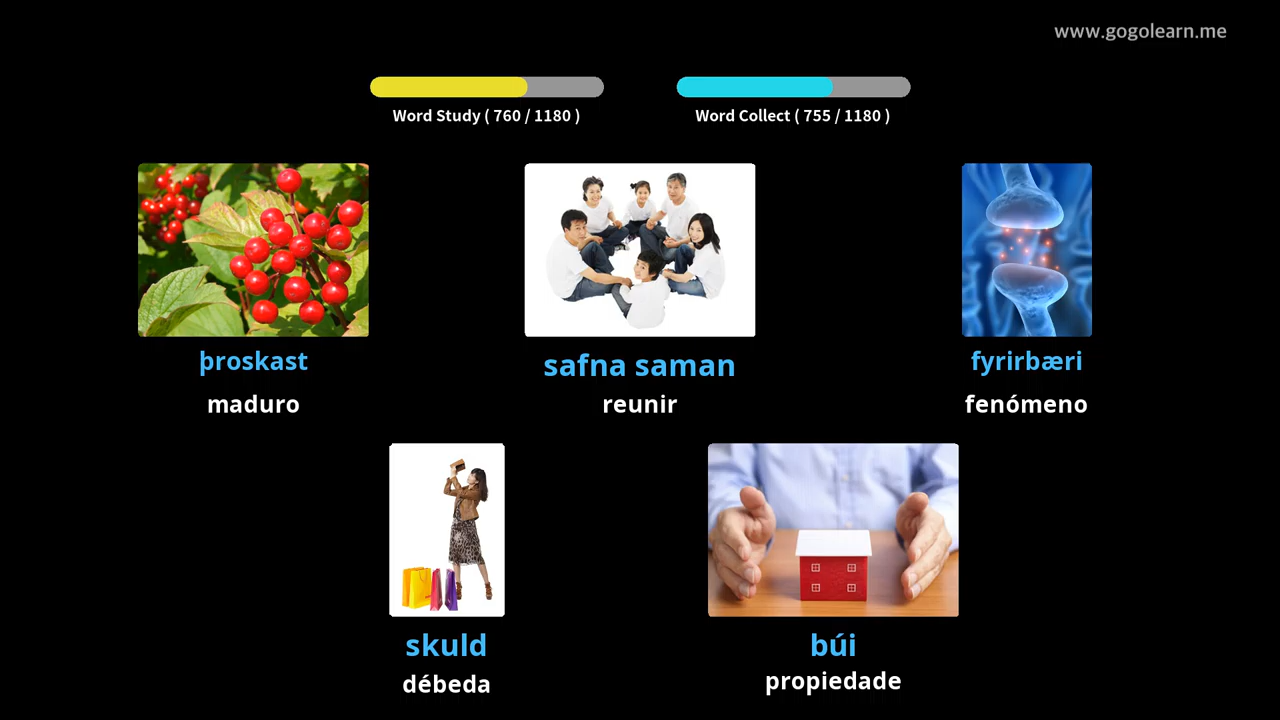 www.gogolearn.me
Word Study ( 760 / 1180 )
Word Collect ( 755 / 1180 )
þroskast
safna saman
fyrirbæri
maduro
reunir
fenómeno
skuld
búi
débeda
propiedade